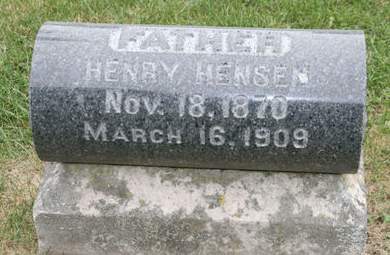 FATHER
HENRY HENSEN
NOV. 18, 1870
MARCH 16, 1909